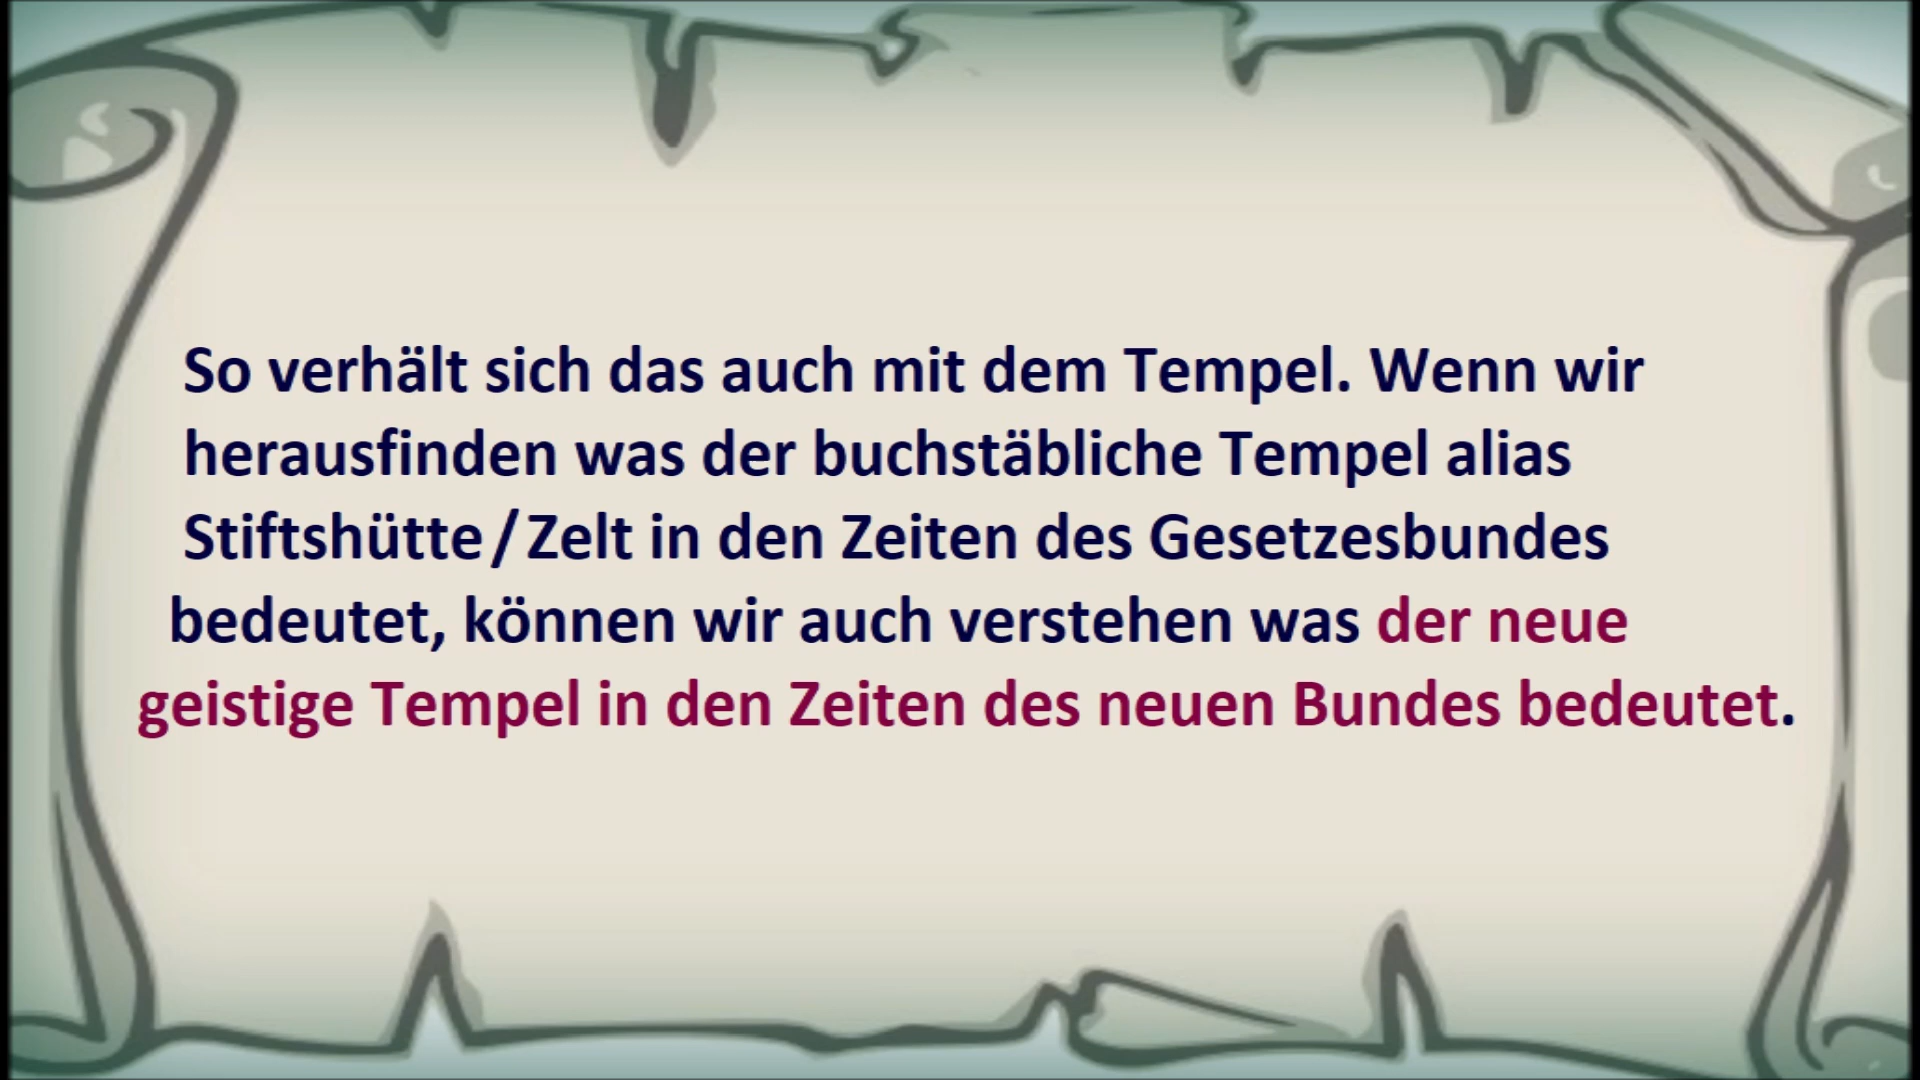 So verhält sich das auch mit dem Tempel. Wenn wir
herausfinden was der buchstäbliche Tempel alias
Stiftshütte/Zelt in den Zeiten des Gesetzesbundes
bedeutet, können wir auch verstehen was der neue
geistige Tempel in den Zeiten des neuen Bundes bedeutet.